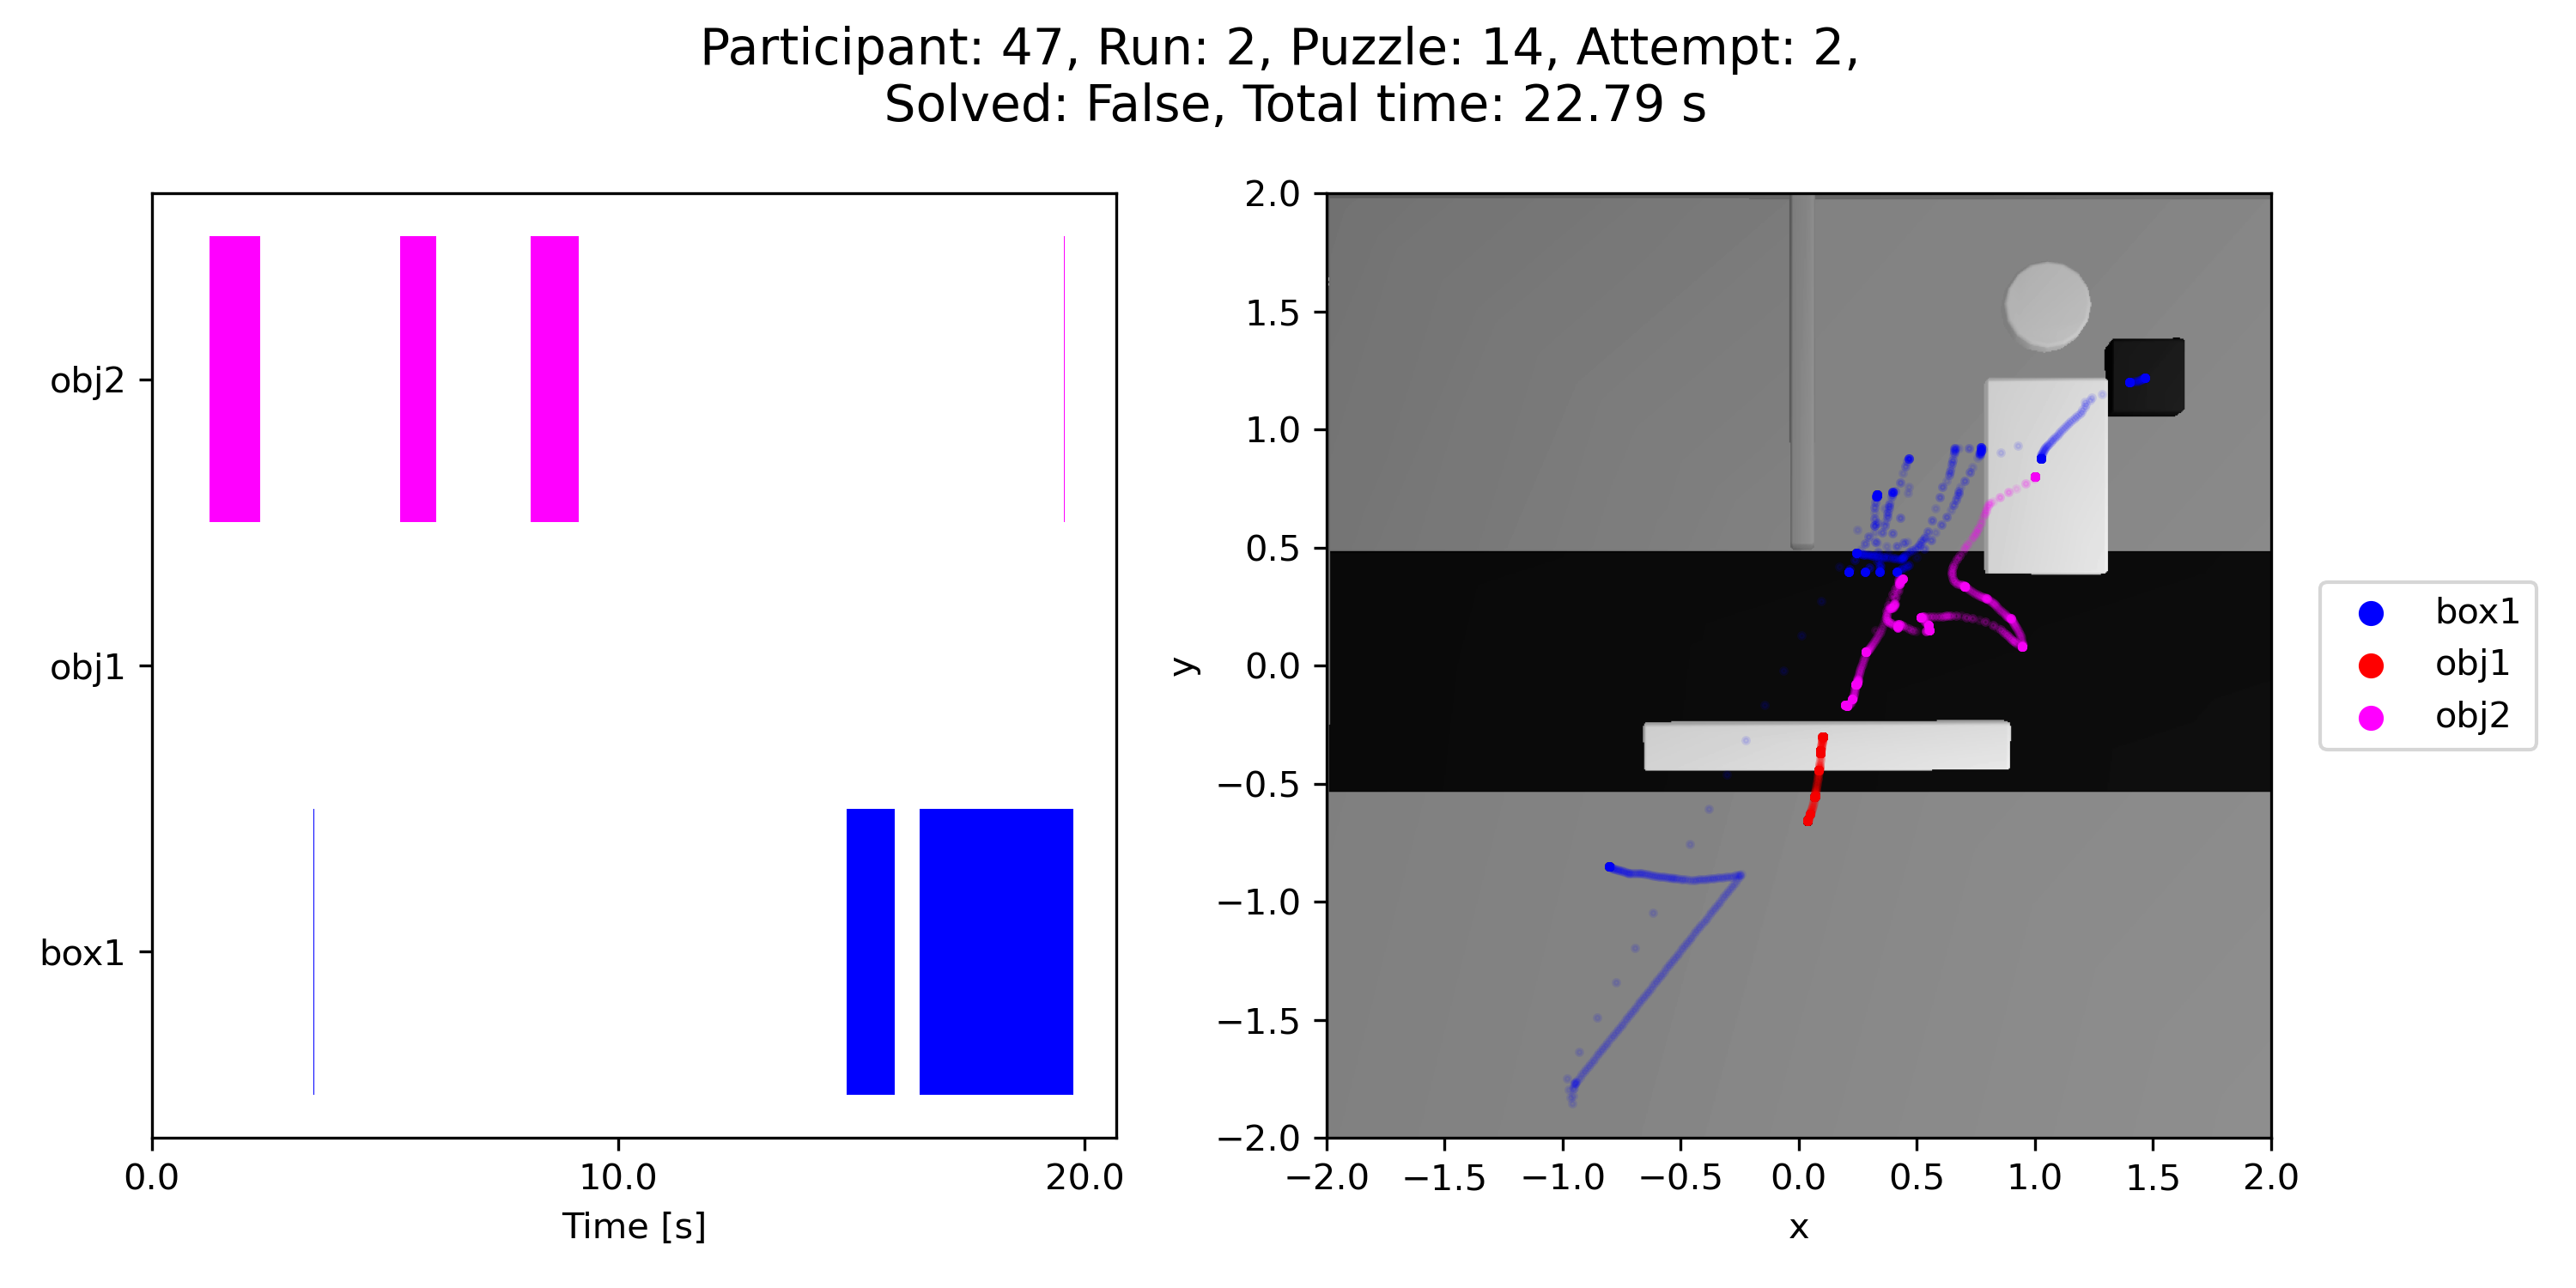 Participant: 47, Run: 2, Puzzle: 14, Attempt: 2,
Solved: False, Total time: 22.79 s
obj2
obj1
box1
0.0
10.0
20.0
Time [s]
2.0
1.5
1.0
0.5
0.0
−0.5
−1.0
−1.5
−2.0
y
−2.0
−1.5
−1.0
−0.5
0.0
0.5
1.0
1.5
2.0
x
box1
obj1
obj2